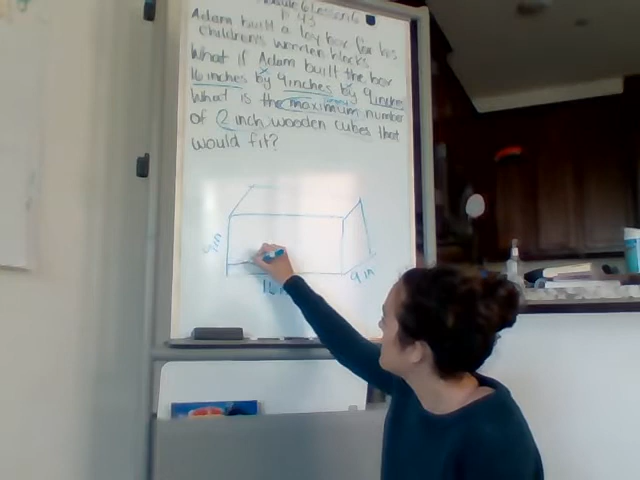 Module 6 Lesson 6
p. 43
Adam built a toy box for his
children's wooden blocks
What if Adam built the box
16 inches by 9 inches by 9 inches
What is the maximum number
of 2 inch wooden cubes that
would fit?
9 in
9 in